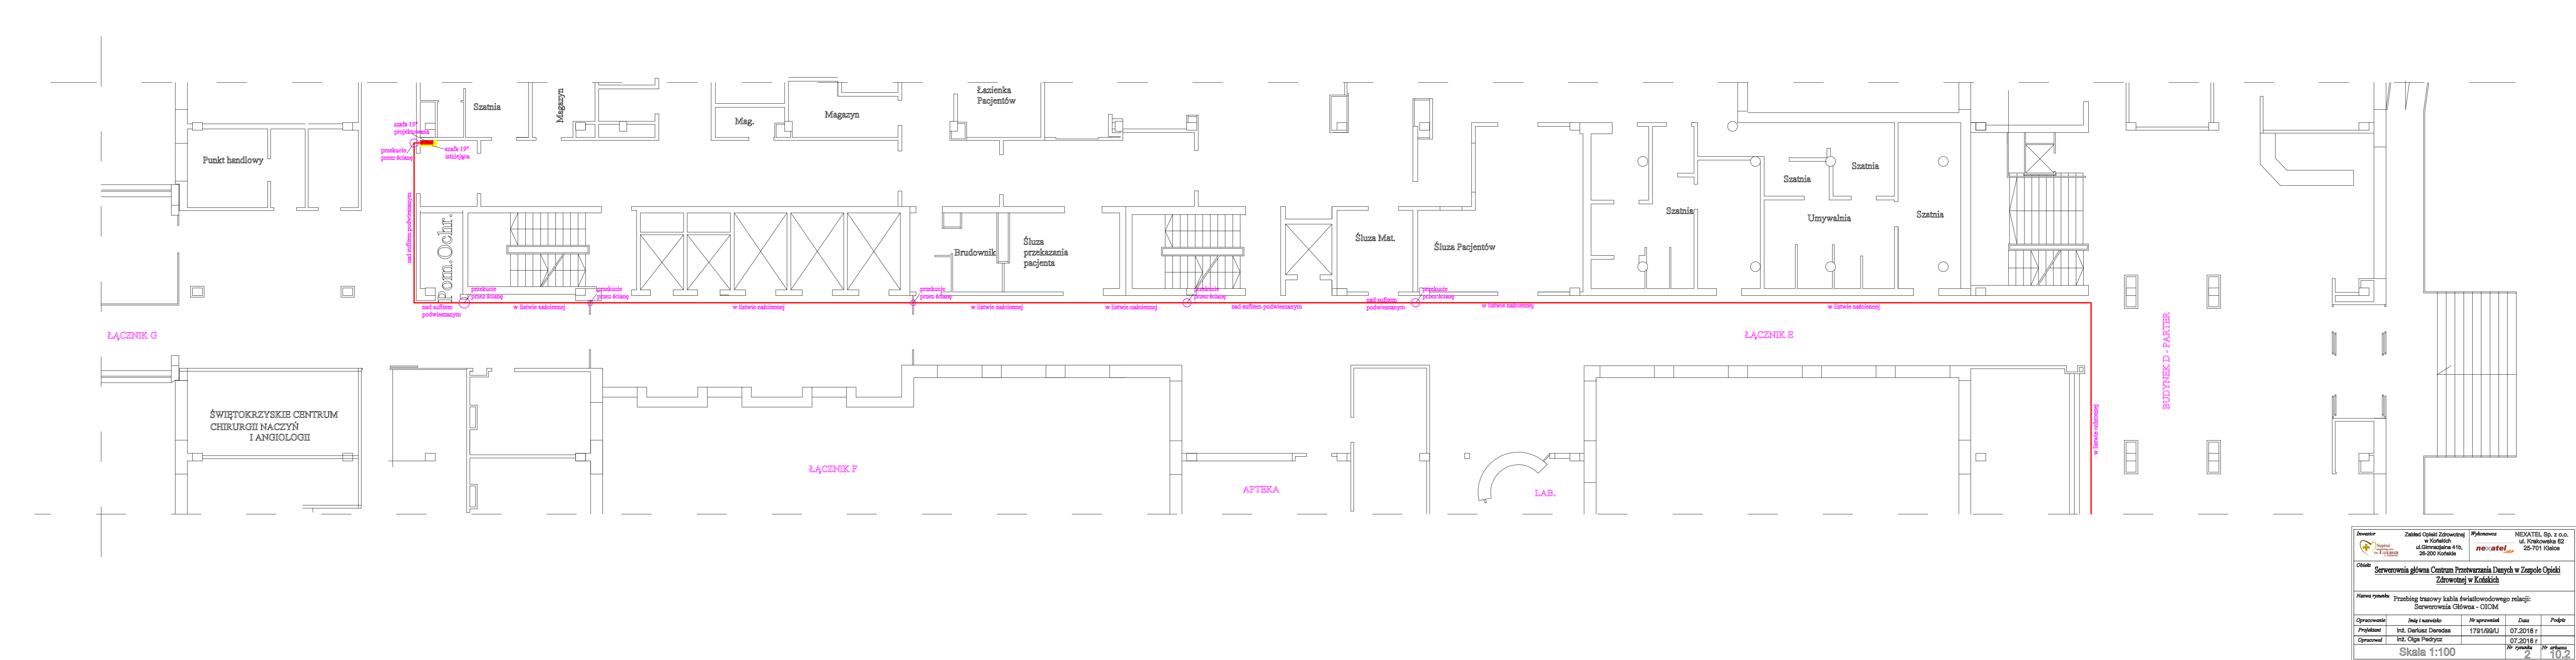 Szatnia
Magazyn
Mag.
Magazyn
Łazienka
Pacjentów
szafa 19"
projektowana
przekucie
przez ścianę
szafa 19"
istniejąca
Punkt handlowy
Szatnia
Szatnia
nad sufitem podwieszanym
Pom. Ochr.
Brudownik
Śluza
przekazania
pacjenta
Śluza Mat.
Śluza Pacjentów
Szatnia
Umywalnia
Szatnia
przekucie
przez ścianę
przekucie
przez ścianę
przekucie
przez ścianę
przekucie
przez ścianę
przekucie
przez ścianę
nad sufitem
podwieszanym
w listwie naściennej
w listwie naściennej
w listwie naściennej
w listwie naściennej
nad sufitem podwieszanym
nad sufitem
podwieszanym
w listwie naściennej
w listwie naściennej
ŁĄCZNIK G
ŁĄCZNIK E
BUDYNEK D - PARTER
w listwie ochronnej
ŚWIĘTOKRZYSKIE CENTRUM
CHIRURGII NACZYŃ
I ANGIOLOGII
ŁĄCZNIK F
APTEKA
LAB.
Inwestor
Zakład Opieki Zdrowotnej
w Końskich
ul.Gimnazjalna 41b,
26-200 Końskie
Wykonawca
nexatel
NEXATEL Sp. z o.o.
ul. Krakowska 62
25-701 Kielce
Obiekt
Serwerownia główna Centrum Przetwarzania Danych w Zespole Opieki
Zdrowotnej w Końskich
Nazwa rysunku
Przebieg trasowy kabla światłowodowego relacji:
Serwerownia Główna - OIOM
Opracowanie Imię i nazwisko Nr uprawnień Data Podpis
Projektant inż. Dariusz Deredas 1791/99/U 07.2016 r
Opracował inż. Olga Pedrycz 07.2016 r
Skala 1:100
Nr rysunku
2
Nr arkusza
10.2